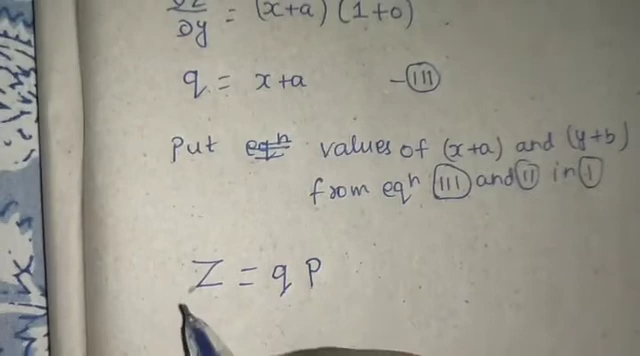 ∂z/∂y = (x+a) (1+0)
q = x+a -(III)
Put eqn values of (x+a) and (y+b)
from eqn (III) and (II) in (I)
Z = q P